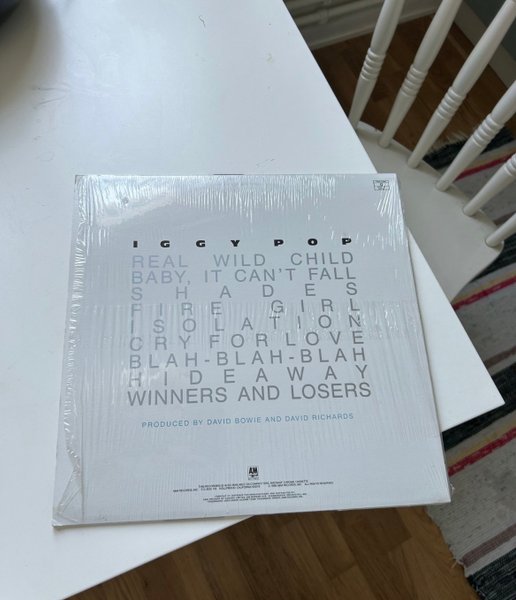 IGGY POP
REAL WILD CHILD
BABY, IT CAN'T FALL
SHADES
FIRE GIRL
ISOLATION
CRY FOR LOVE
BLAH-BLAH-BLAH
HIDEAWAY
WINNERS AND LOSERS
PRODUCED BY DAVID BOWIE AND DAVID RICHARDS
A&M